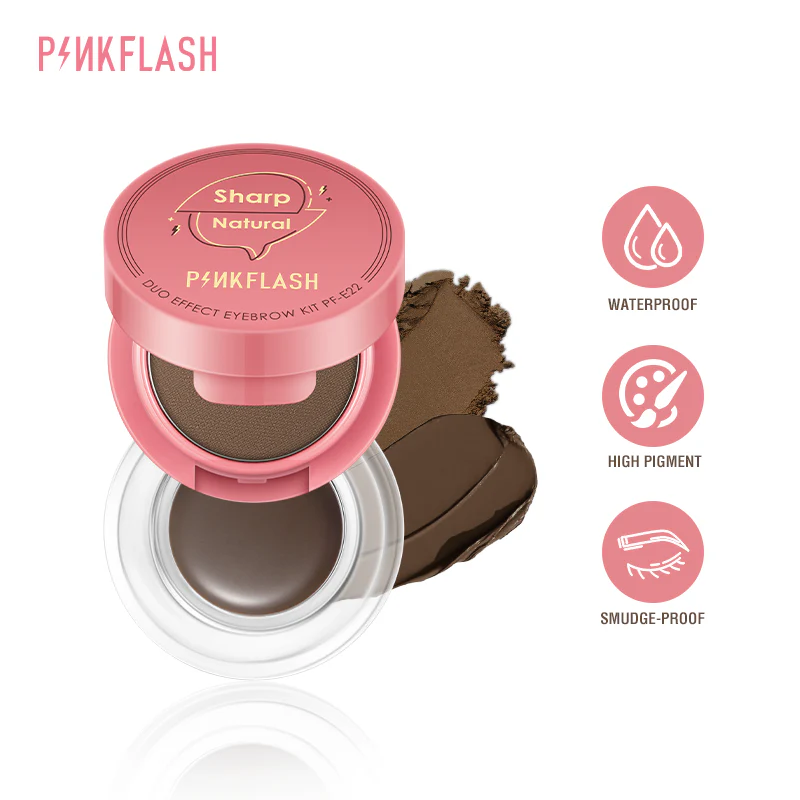 PINKFLASH
Sharp
Natural
PINKFLASH
DUO EFFECT EYEBROW KIT PF-E22
WATERPROOF
HIGH PIGMENT
SMUDGE-PROOF